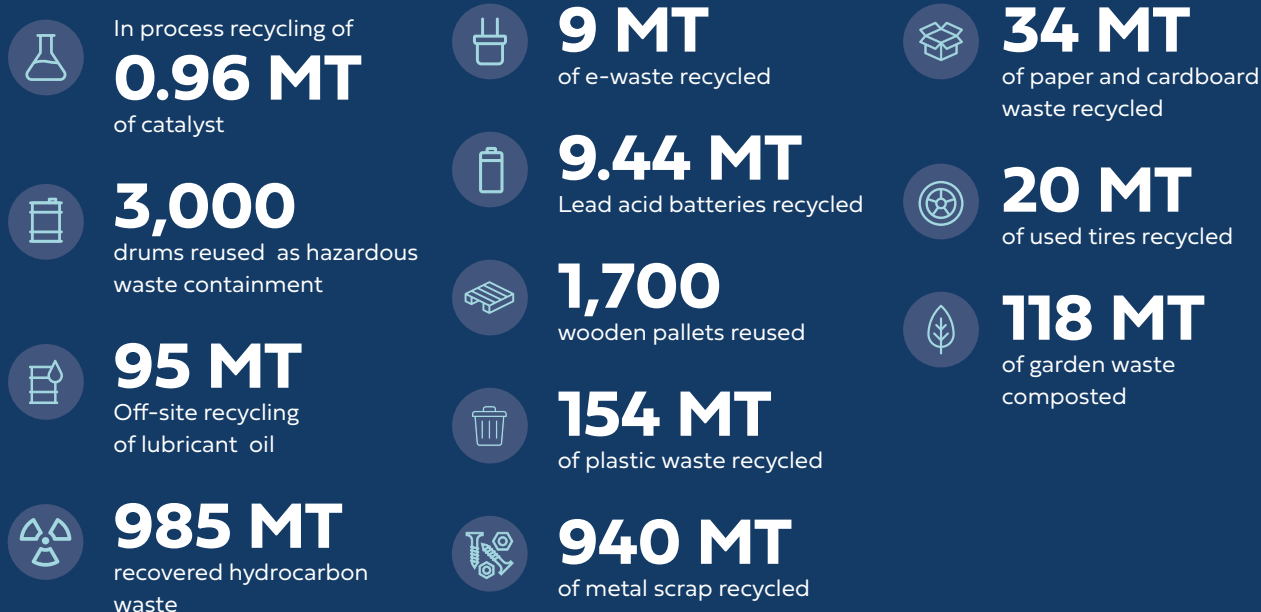 In process recycling of
0.96 MT
of catalyst
3,000
drums reused as hazardous
waste containment
95 MT
Off-site recycling
of lubricant oil
985 MT
recovered hydrocarbon
waste
9 MT
of e-waste recycled
9.44 MT
Lead acid batteries recycled
1,700
wooden pallets reused
154 MT
of plastic waste recycled
940 MT
of metal scrap recycled
34 MT
of paper and cardboard
waste recycled
20 MT
of used tires recycled
118 MT
of garden waste
composted